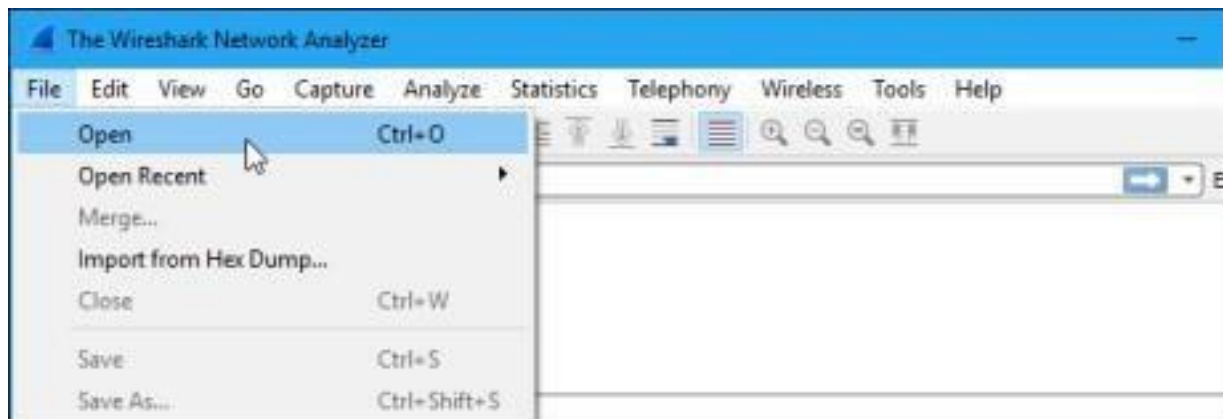 The Wireshark Network Analyzer
File Edit View Go Capture Analyze Statistics Telephony Wireless Tools Help
Open Ctrl+O
Open Recent
Merge...
Import from Hex Dump...
Close Ctrl+W
Save Ctrl+S
Save As... Ctrl+Shift+S